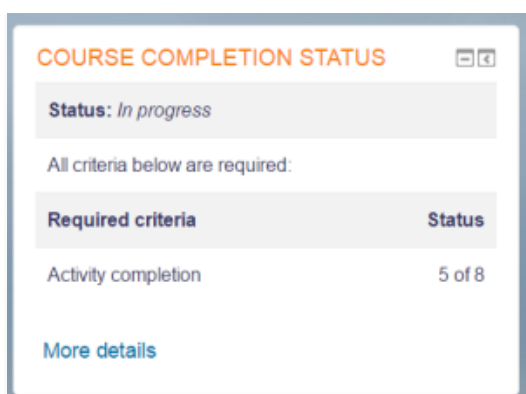 COURSE COMPLETION STATUS
Status: In progress
All criteria below are required:
Required criteria Status
Activity completion 5 of 8
More details